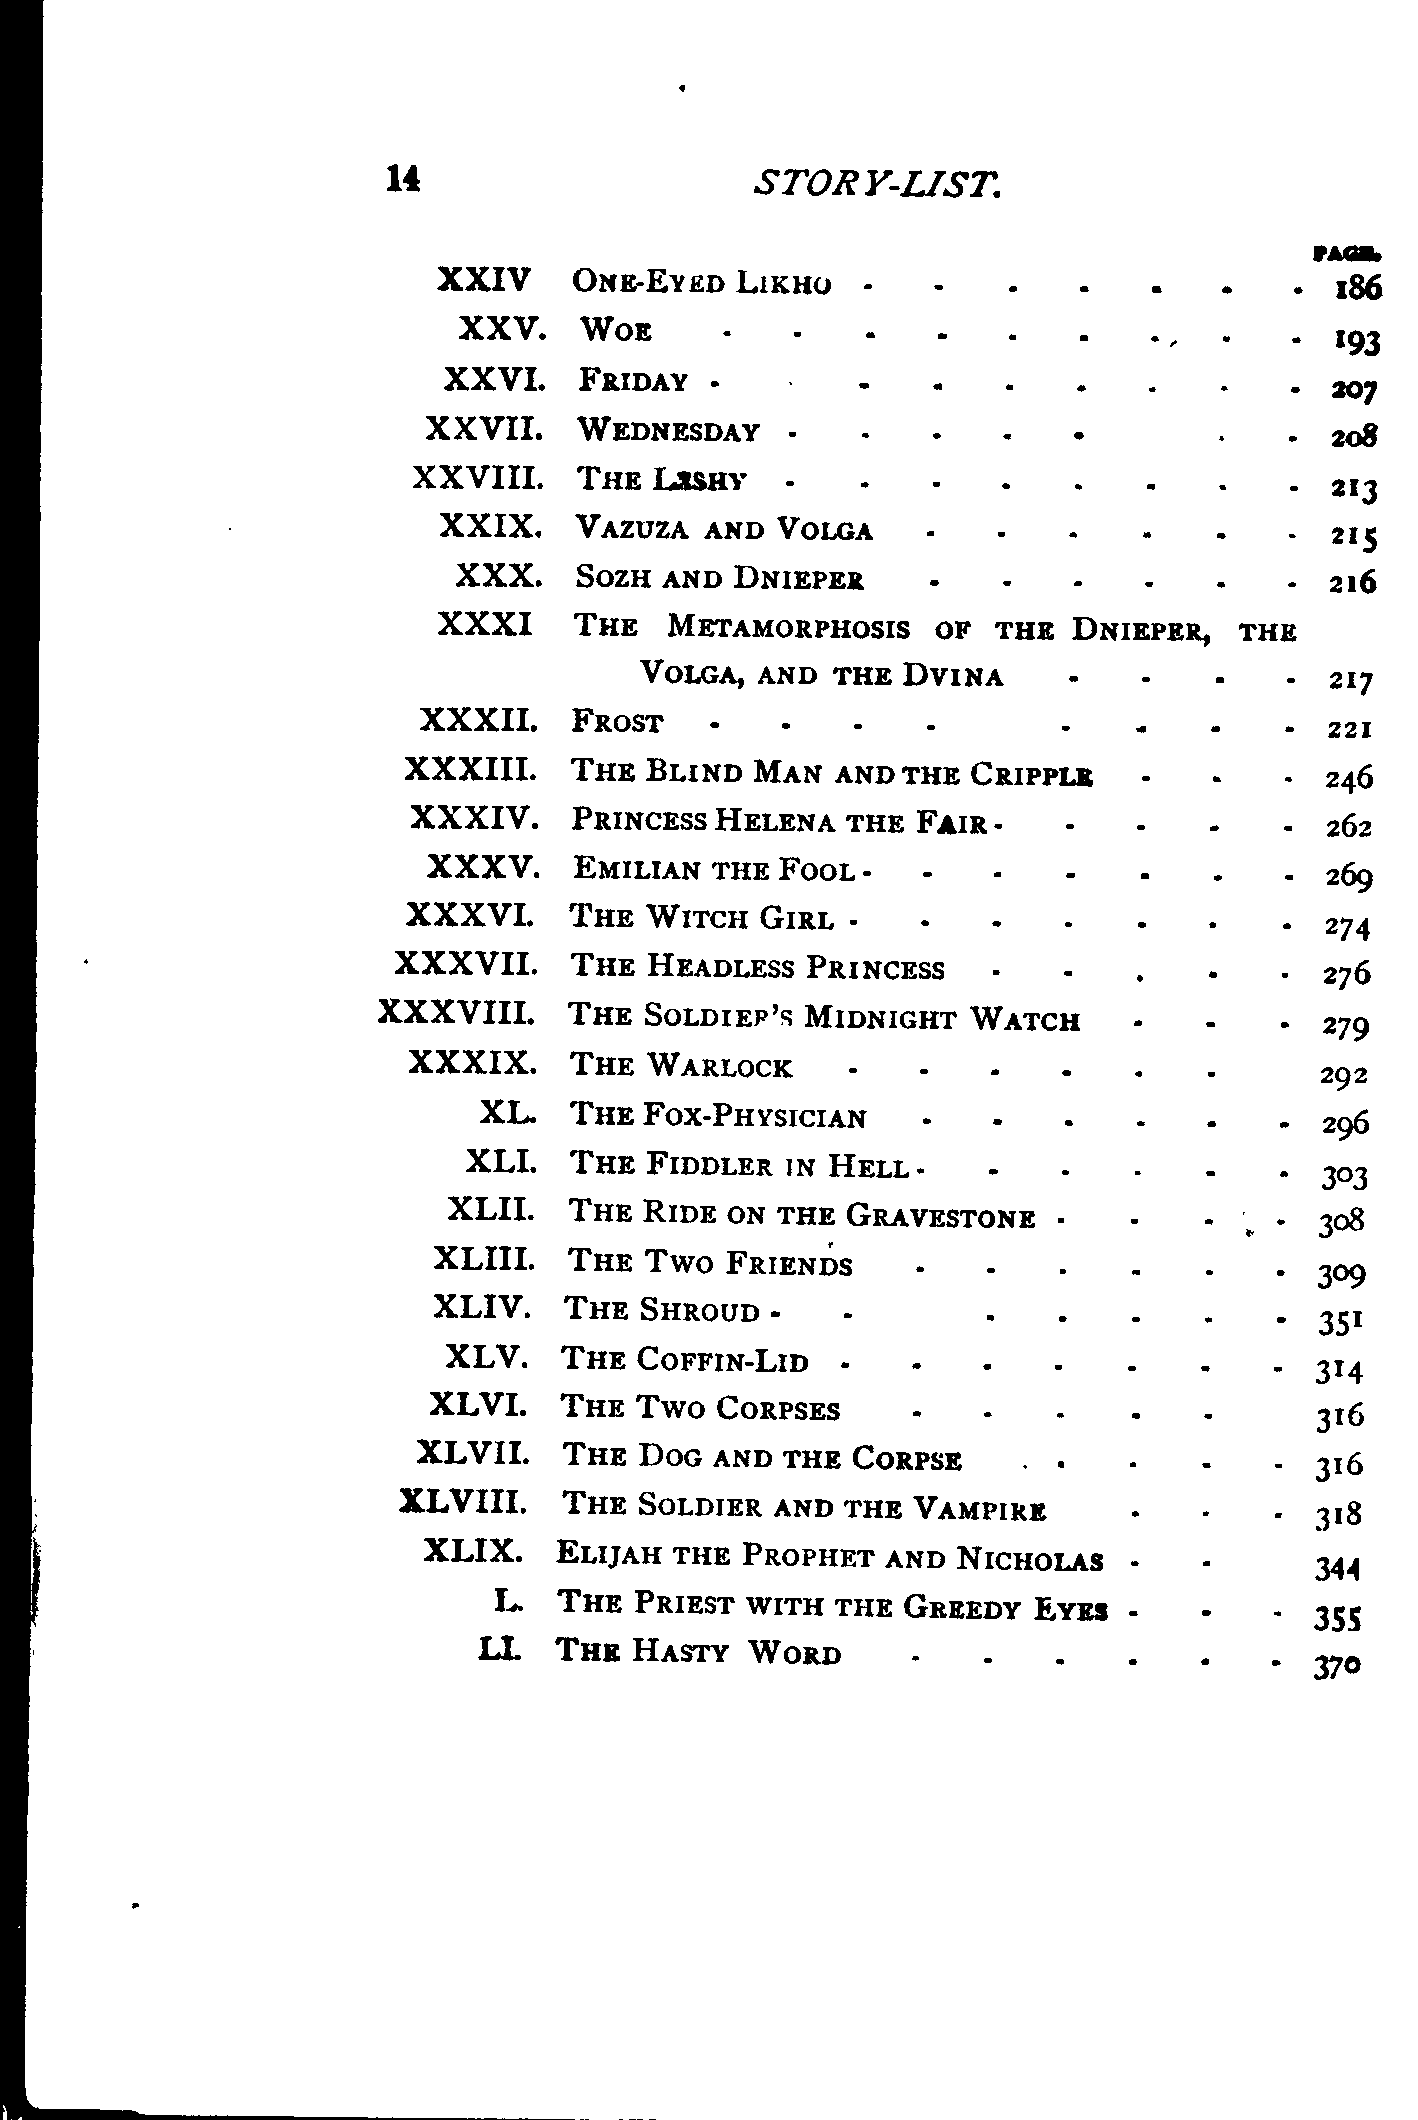 14 STORY-LIST.
PAGE.
XXIV ONE-EYED LIKHO - - - - - - - 186
XXV. WOE - - - - - - - - - 193
XXVI. FRIDAY - - - - - - - - 207
XXVII. WEDNESDAY - - - - - - - 208
XXVIII. THE LESHY - - - - - - - - 213
XXIX. VAZUZA AND VOLGA - - - - - - 215
XXX. SOZH AND DNIEPER - - - - - - 216
XXXI THE METAMORPHOSIS OF THE DNIEPER, THE
VOLGA, AND THE DVINA - - - - 217
XXXII. FROST - - - - - - - - 221
XXXIII. THE BLIND MAN AND THE CRIPPLE - - - 246
XXXIV. PRINCESS HELENA THE FAIR - - - - - 262
XXXV. EMILIAN THE FOOL - - - - - - - 269
XXXVI. THE WITCH GIRL - - - - - - - 274
XXXVII. THE HEADLESS PRINCESS - - - - - 276
XXXVIII. THE SOLDIER'S MIDNIGHT WATCH - - - 279
XXXIX. THE WARLOCK - - - - - - 292
XL. THE FOX-PHYSICIAN - - - - - - 296
XLI. THE FIDDLER IN HELL - - - - - - 303
XLII. THE RIDE ON THE GRAVESTONE - - - - 308
XLIII. THE TWO FRIENDS - - - - - - 309
XLIV. THE SHROUD - - - - - - - 351
XLV. THE COFFIN-LID - - - - - - - 314
XLVI. THE TWO CORPSES - - - - - 316
XLVII. THE DOG AND THE CORPSE - - - - 316
XLVIII. THE SOLDIER AND THE VAMPIRE - - - 318
XLIX. ELIJAH THE PROPHET AND NICHOLAS - - 344
L. THE PRIEST WITH THE GREEDY EYES - - - 355
LI. THE HASTY WORD - - - - - - 370